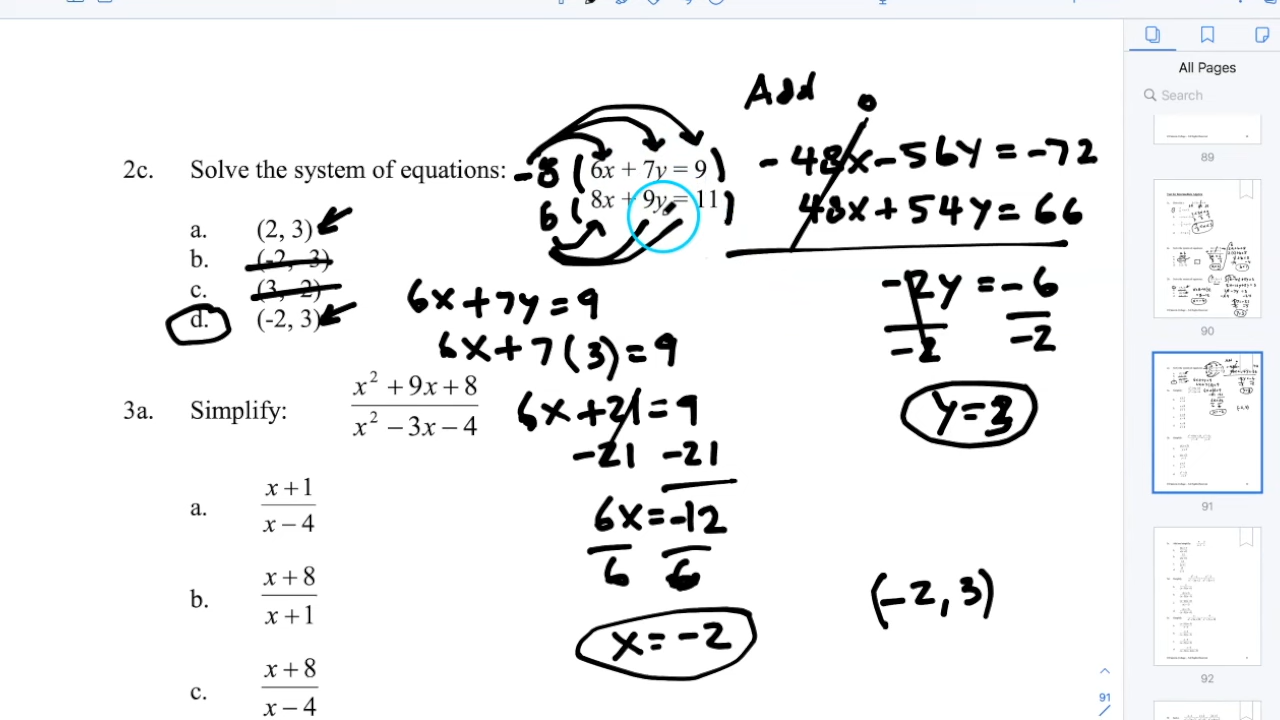 All Pages
Search
Add
0
2c. Solve the system of equations: -8 ( 6x + 7y = 9 )
6 ( 8x + 9y = 11 )
-48x - 56y = -72
48x + 54y = 66
a. (2, 3)
b. (-2, -3)
c. (3, -2)
d. (-2, 3)
-2y = -6
-2 -2
y = 3
6x + 7y = 9
6x + 7(3) = 9
6x + 21 = 9
-21 -21
6x = -12
6 6
x = -2
(-2, 3)
3a. Simplify: x² + 9x + 8
x² − 3x − 4
a. x + 1
x − 4
b. x + 8
x + 1
c. x + 8
x − 4
89
90
91
92
91